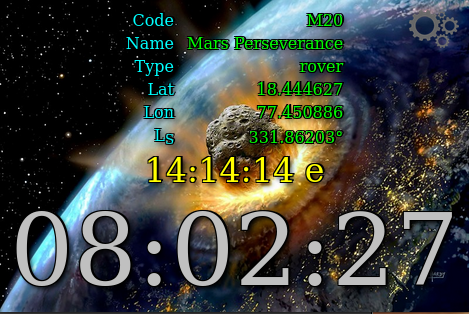 Code M20
Name Mars Perseverance
Type rover
Lat 18.444627
Lon 77.450886
Ls 331.86203°
14:14:14 e
08:02:27